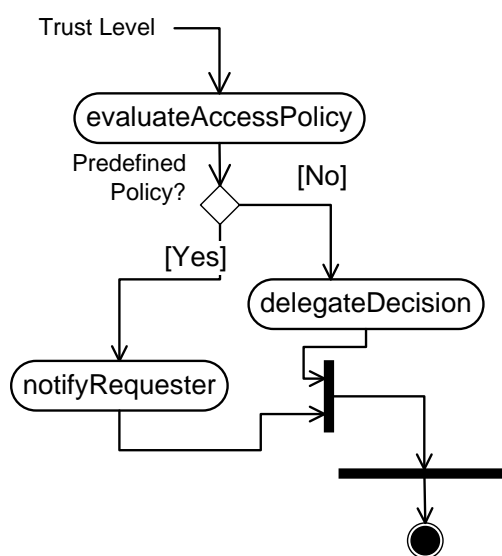 Trust Level
evaluateAccessPolicy
Predefined
Policy?
[No]
[Yes]
delegateDecision
notifyRequester